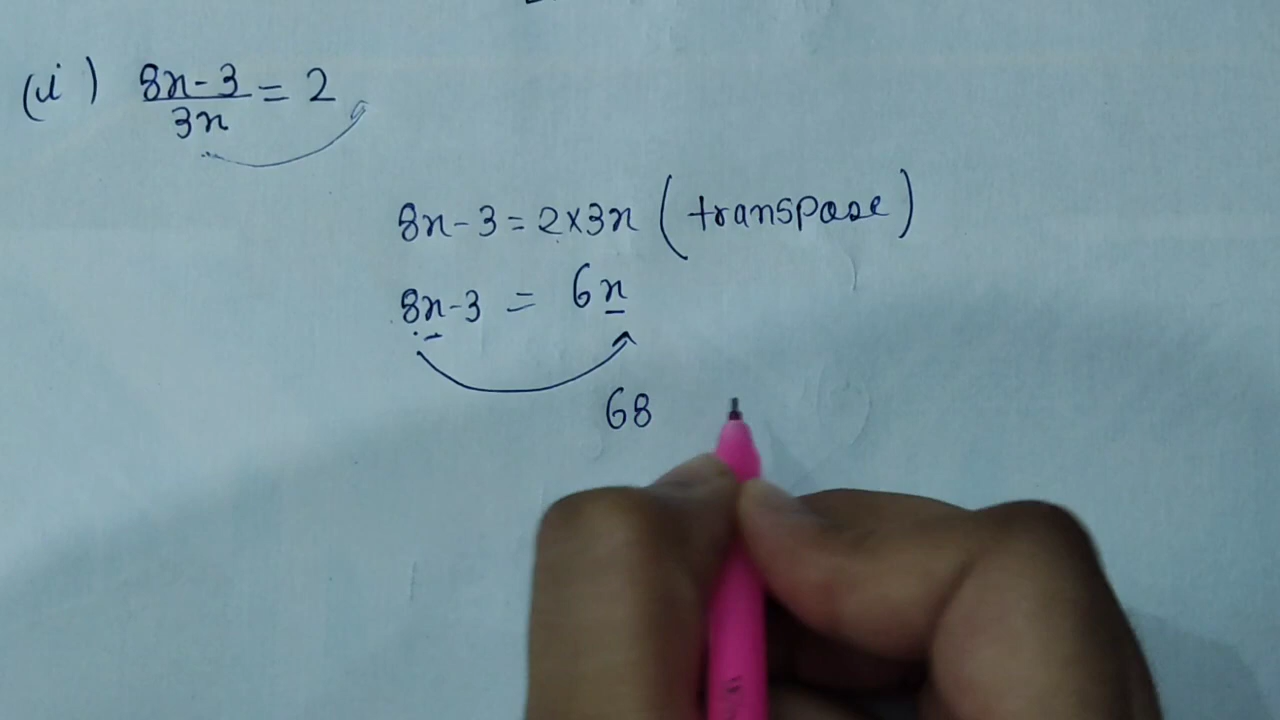 (ii) 8x-3/3x = 2
8x-3 = 2×3x (transpose)
8x-3 = 6x
68